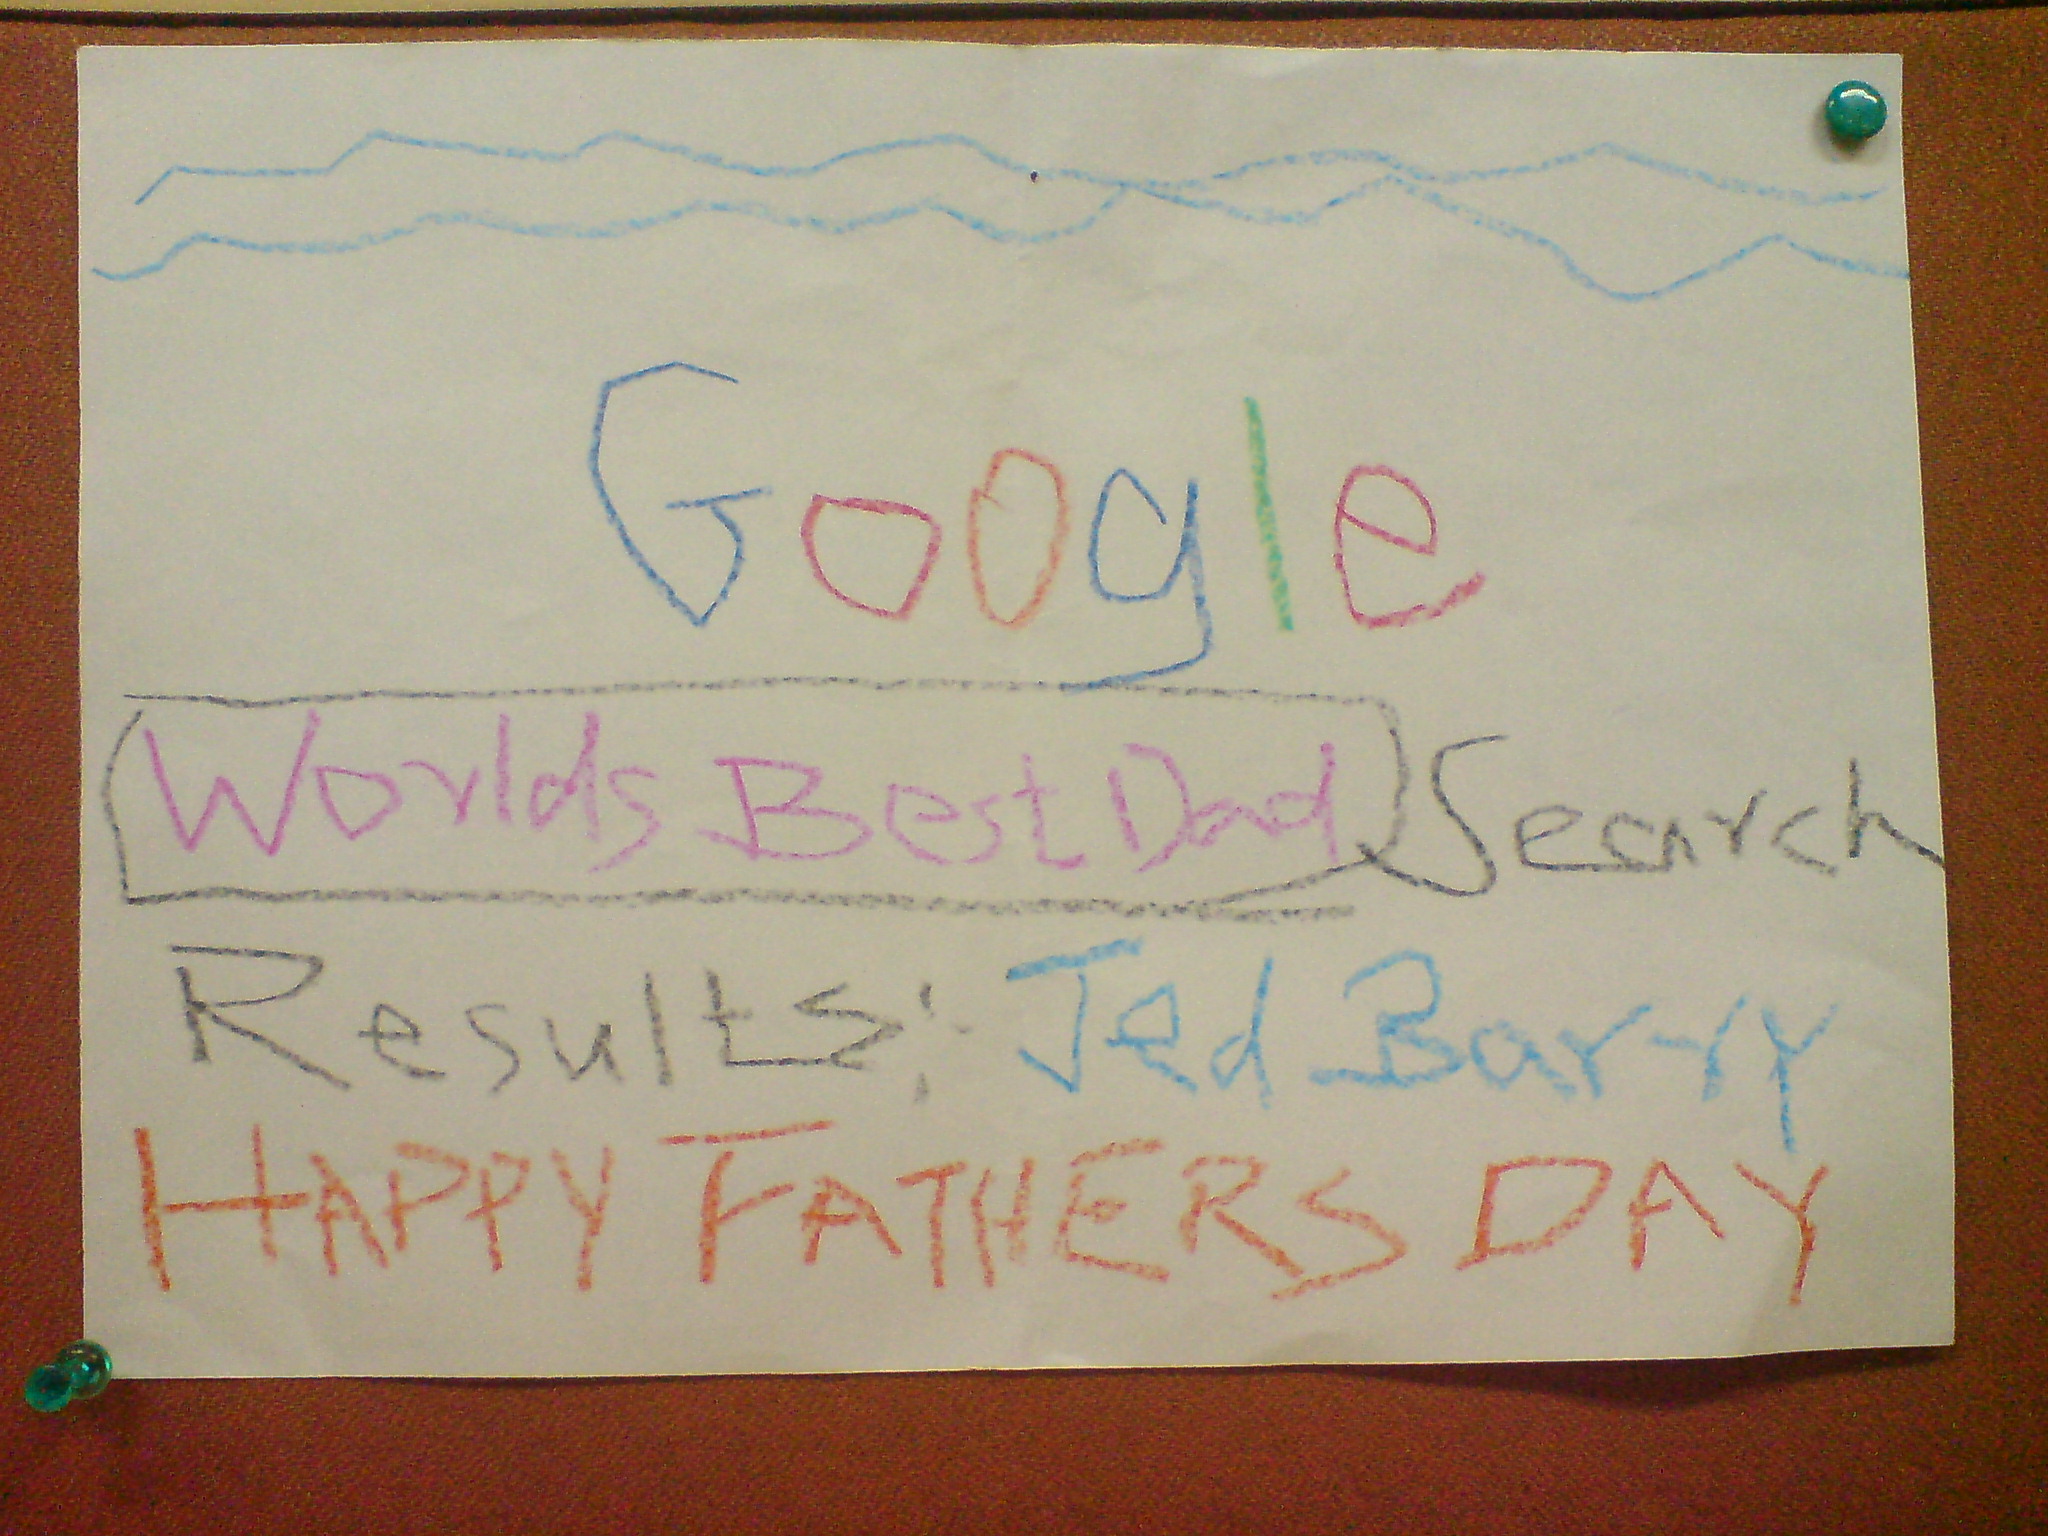 Google
Worlds Best Dad Search
Results: Jed Barry
HAPPY FATHERS DAY